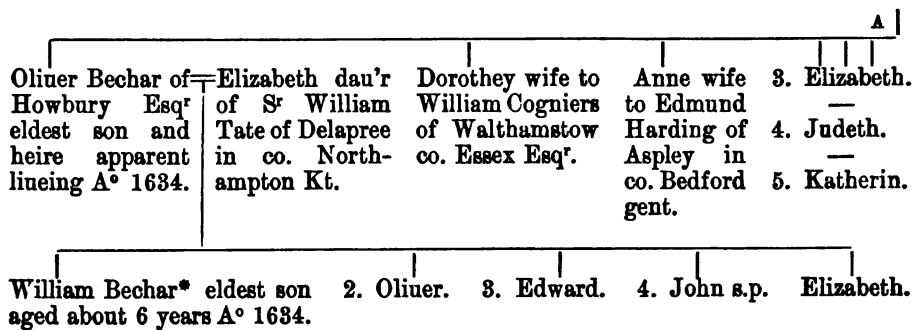 A
Oliuer Bechar of
Howbury Esqʳ
eldest son and
heire apparent
liueing A° 1634.
Elizabeth dau'r
of Sʳ William
Tate of Delapree
in co. North-
ampton Kt.
Dorothey wife to
William Cogniers
of Walthamstow
co. Essex Esqʳ.
Anne wife
to Edmund
Harding of
Aspley in
co. Bedford
gent.
3. Elizabeth.
—
4. Judeth.
—
5. Katherin.
William Bechar* eldest son
aged about 6 years A° 1634.
2. Oliuer.
3. Edward.
4. John s.p.
Elizabeth.